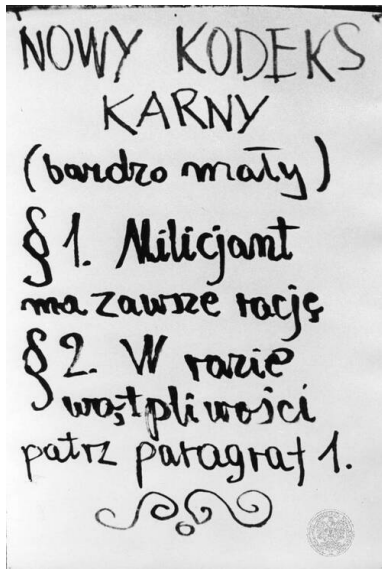 NOWY KODEKS
KARNY
(bardzo mały)
§ 1. Milicjant
ma zawsze rację
§ 2. W razie
wątpliwości
patrz paragraf 1.